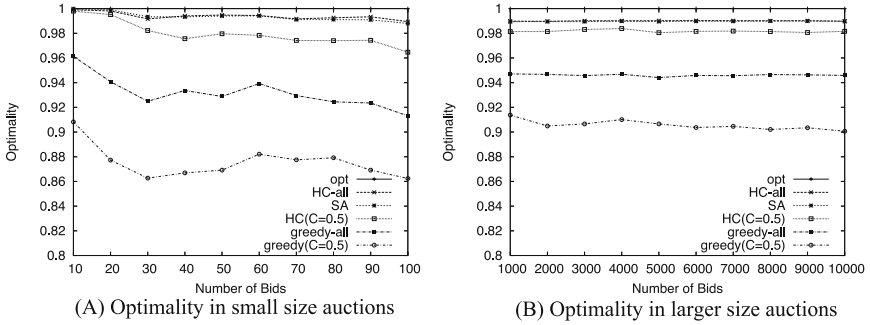 1
0.98
0.96
0.94
0.92
0.9
0.88
0.86
0.84
0.82
0.8
Optimality
opt
HC-all
SA
HC(C=0.5)
greedy-all
greedy(C=0.5)
10 20 30 40 50 60 70 80 90 100
Number of Bids
(A) Optimality in small size auctions
1
0.98
0.96
0.94
0.92
0.9
0.88
0.86
0.84
0.82
0.8
Optimality
opt
HC-all
SA
HC(C=0.5)
greedy-all
greedy(C=0.5)
1000 2000 3000 4000 5000 6000 7000 8000 9000 10000
Number of Bids
(B) Optimality in larger size auctions